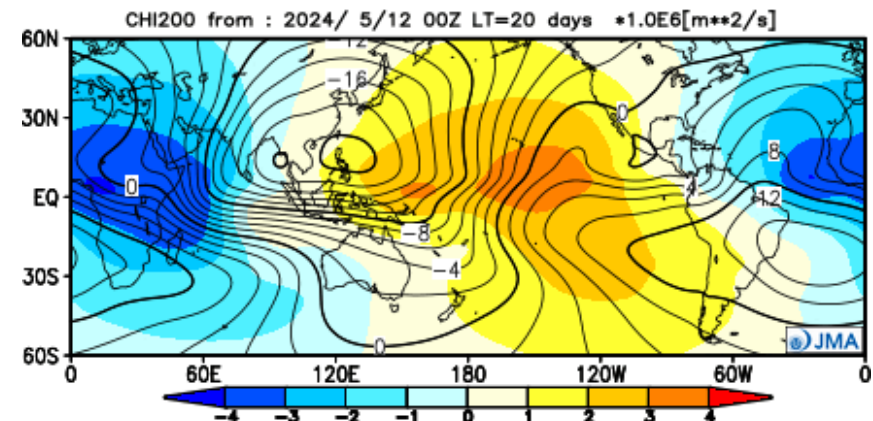 CHI200 from : 2024/ 5/12 00Z LT=20 days *1.0E6[m**2/s]
60N
-12
-16
30N
0
8
EQ
0
-4
12
-8
30S
-4
0
JMA
60S
0 60E 120E 180 120W 60W 0
-4 -3 -2 -1 0 1 2 3 4